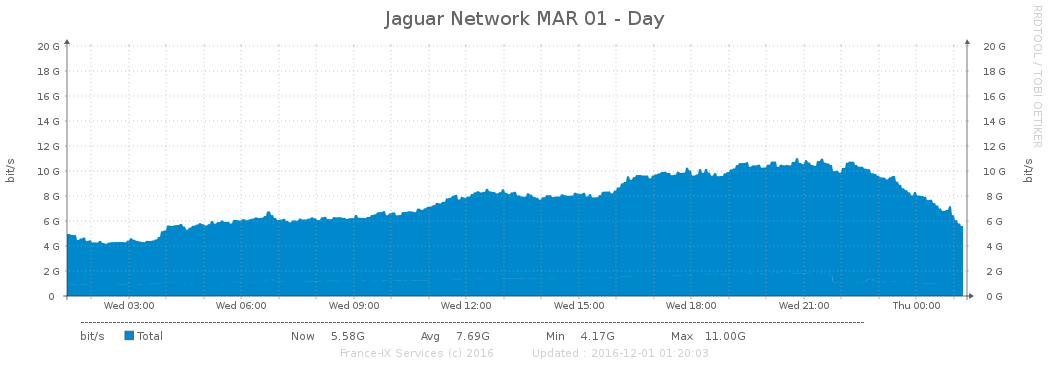 Jaguar Network MAR 01 - Day
RRDTOOL / TOBI OETIKER
bit/s
20 G 20 G
18 G 18 G
16 G 16 G
14 G 14 G
12 G 12 G
10 G 10 G
8 G 8 G
6 G 6 G
4 G 4 G
2 G 2 G
0 0 G
bit/s
Wed 03:00 Wed 06:00 Wed 09:00 Wed 12:00 Wed 15:00 Wed 18:00 Wed 21:00 Thu 00:00
bit/s Total Now 5.58G Avg 7.69G Min 4.17G Max 11.00G
France-IX Services (c) 2016 Updated : 2016-12-01 01:20:03